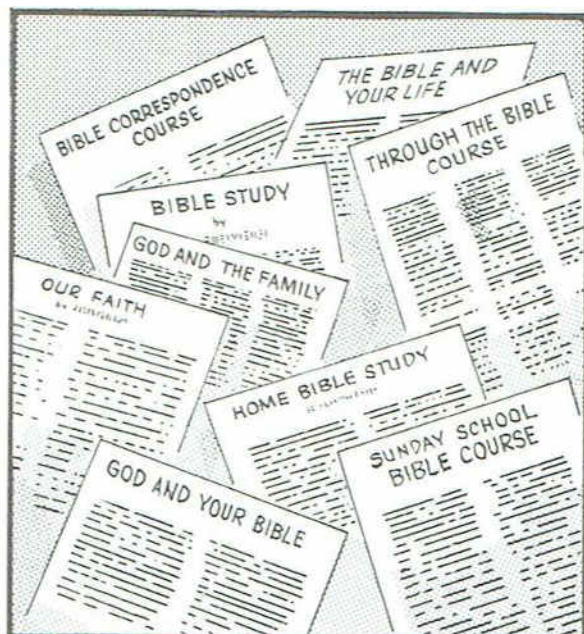 BIBLE CORRESPONDENCE
COURSE
THE BIBLE AND
YOUR LIFE
THROUGH THE BIBLE
COURSE
BIBLE STUDY
by
GOD AND THE FAMILY
OUR FAITH
HOME BIBLE STUDY
SUNDAY SCHOOL
BIBLE COURSE
GOD AND YOUR BIBLE